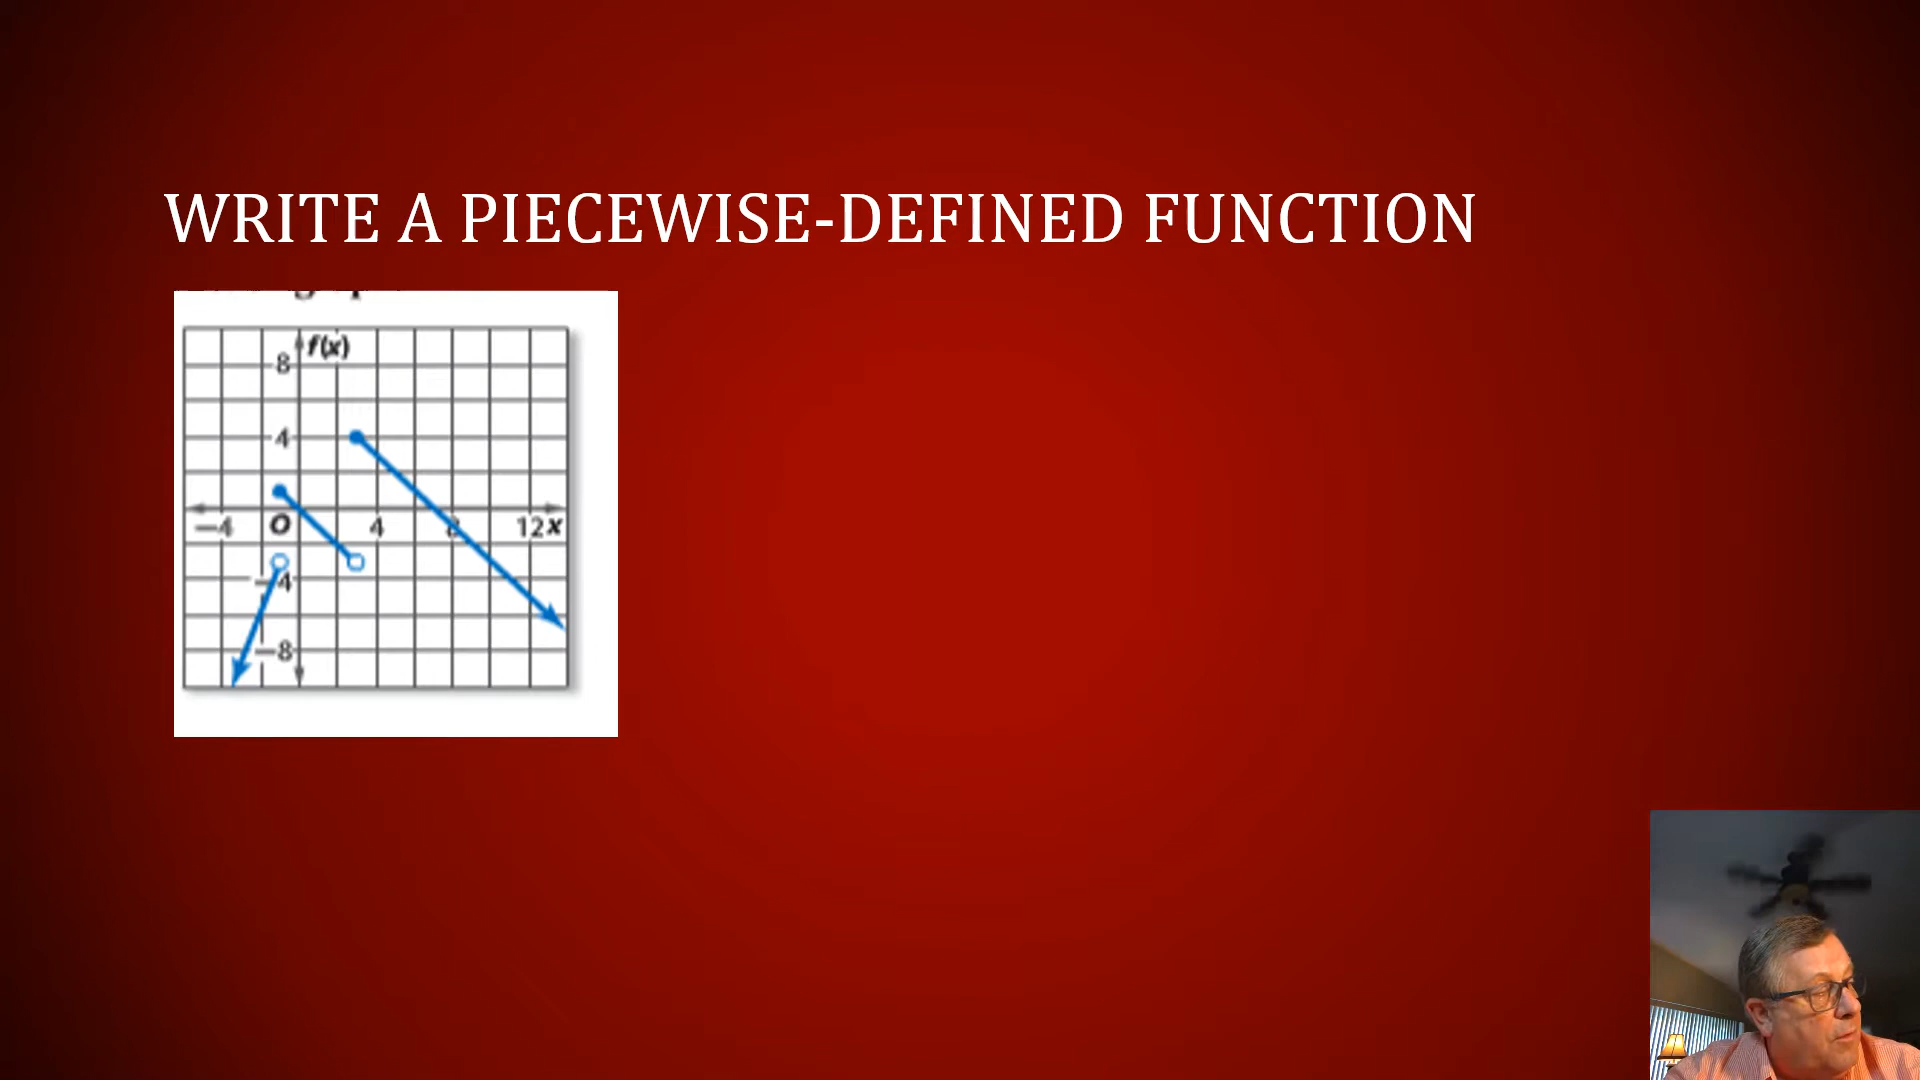 WRITE A PIECEWISE-DEFINED FUNCTION
f(x)
8
4
-4 O 4 8 12 x
-4
-8